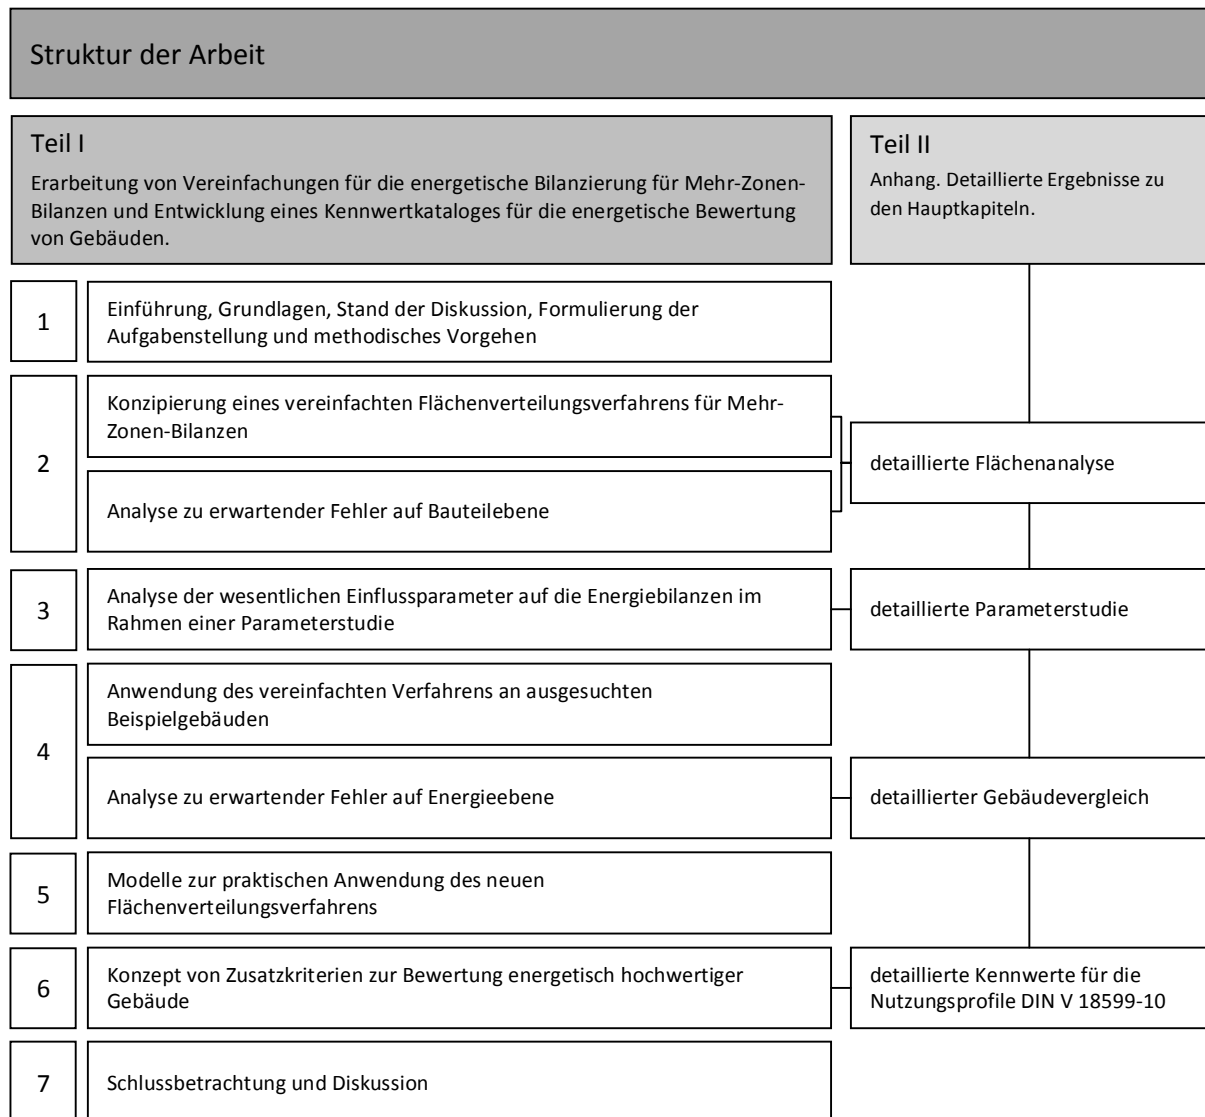 Struktur der Arbeit
Teil I
Erarbeitung von Vereinfachungen für die energetische Bilanzierung für Mehr-Zonen-
Bilanzen und Entwicklung eines Kennwertkataloges für die energetische Bewertung
von Gebäuden.
Teil II
Anhang. Detaillierte Ergebnisse zu
den Hauptkapiteln.
1
Einführung, Grundlagen, Stand der Diskussion, Formulierung der
Aufgabenstellung und methodisches Vorgehen
2
Konzipierung eines vereinfachten Flächenverteilungsverfahrens für Mehr-
Zonen-Bilanzen
Analyse zu erwartender Fehler auf Bauteilebene
detaillierte Flächenanalyse
3
Analyse der wesentlichen Einflussparameter auf die Energiebilanzen im
Rahmen einer Parameterstudie
detaillierte Parameterstudie
4
Anwendung des vereinfachten Verfahrens an ausgesuchten
Beispielgebäuden
Analyse zu erwartender Fehler auf Energieebene
detaillierter Gebäudevergleich
5
Modelle zur praktischen Anwendung des neuen
Flächenverteilungsverfahrens
6
Konzept von Zusatzkriterien zur Bewertung energetisch hochwertiger
Gebäude
detaillierte Kennwerte für die
Nutzungsprofile DIN V 18599-10
7
Schlussbetrachtung und Diskussion